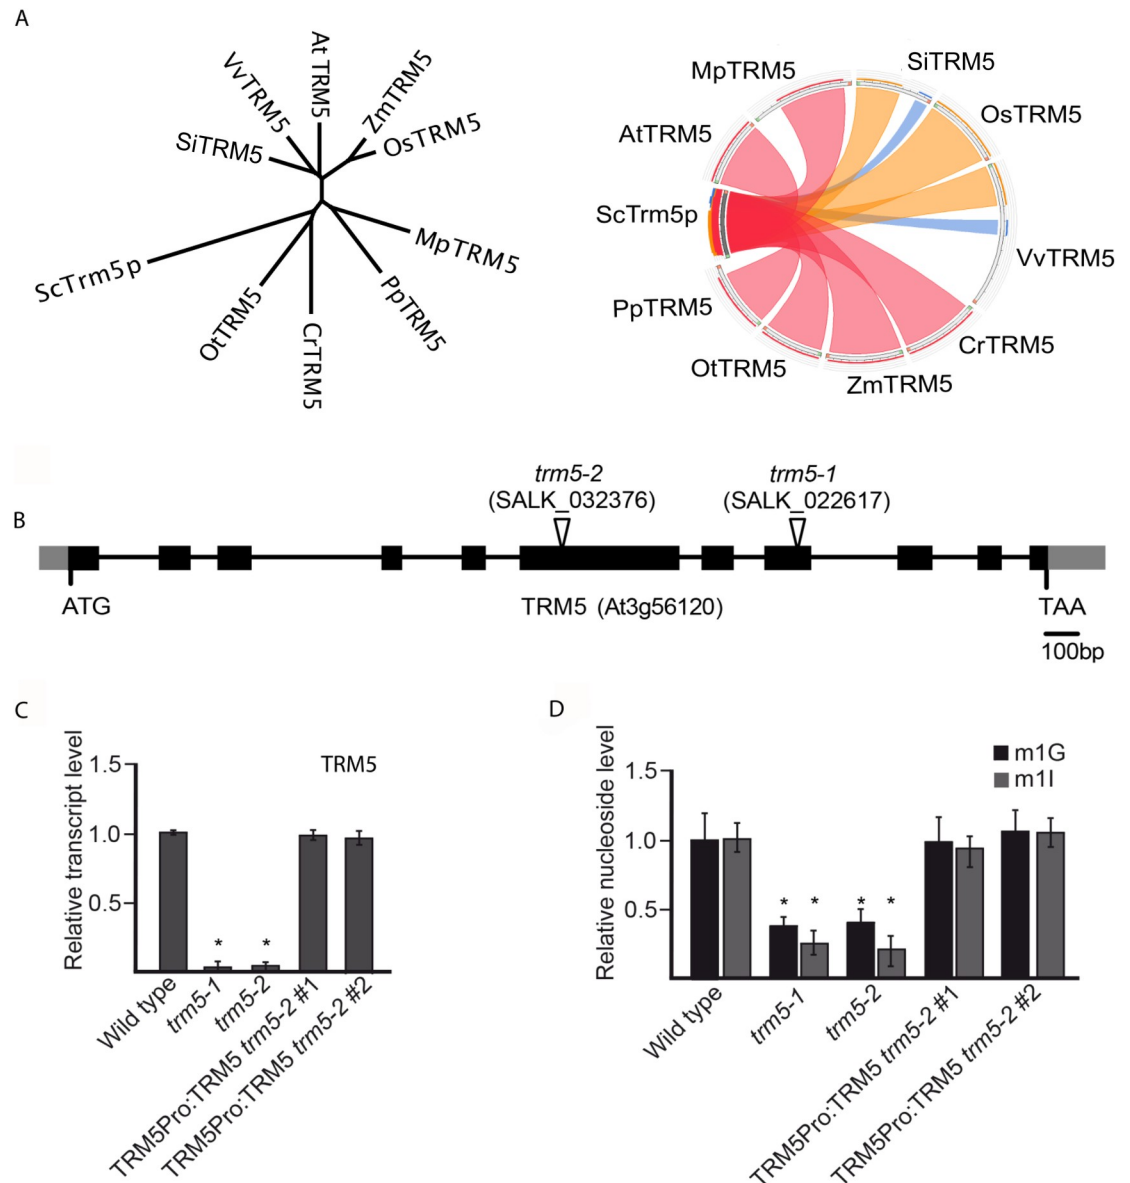 A
AtTRM5
VvTRM5
ZmTRM5
SiTRM5
OsTRM5
ScTrm5p
MpTRM5
OtTRM5
CrTRM5
PpTRM5
MpTRM5
SiTRM5
AtTRM5
OsTRM5
ScTrm5p
VvTRM5
PpTRM5
CrTRM5
OtTRM5
ZmTRM5
B
trm5-2
(SALK_032376)
trm5-1
(SALK_022617)
ATG
TRM5 (At3g56120)
TAA
100bp
C
Relative transcript level
TRM5
1.5
1.0
0.5
*
*
Wild type
trm5-1
trm5-2
TRM5Pro:TRM5 trm5-2 #1
TRM5Pro:TRM5 trm5-2 #2
D
Relative nucleoside level
m1G
m1I
1.5
1.0
0.5
* *
* *
Wild type
trm5-1
trm5-2
TRM5Pro:TRM5 trm5-2 #1
TRM5Pro:TRM5 trm5-2 #2